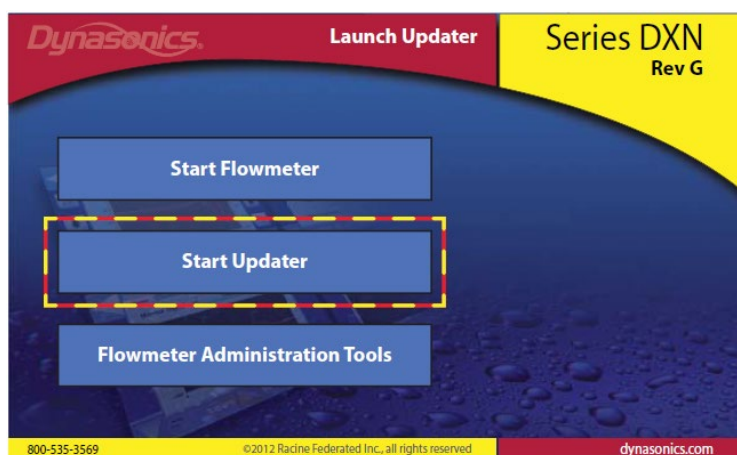 Dynasonics®
Launch Updater
Series DXN
Rev G
Start Flowmeter
Start Updater
Flowmeter Administration Tools
800-535-3569
©2012 Racine Federated Inc., all rights reserved
dynasonics.com